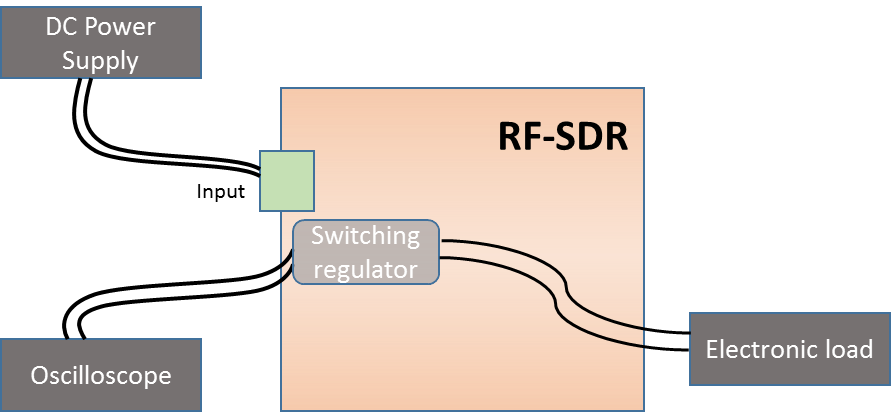 DC Power
Supply
RF-SDR
Input
Switching
regulator
Electronic load
Oscilloscope